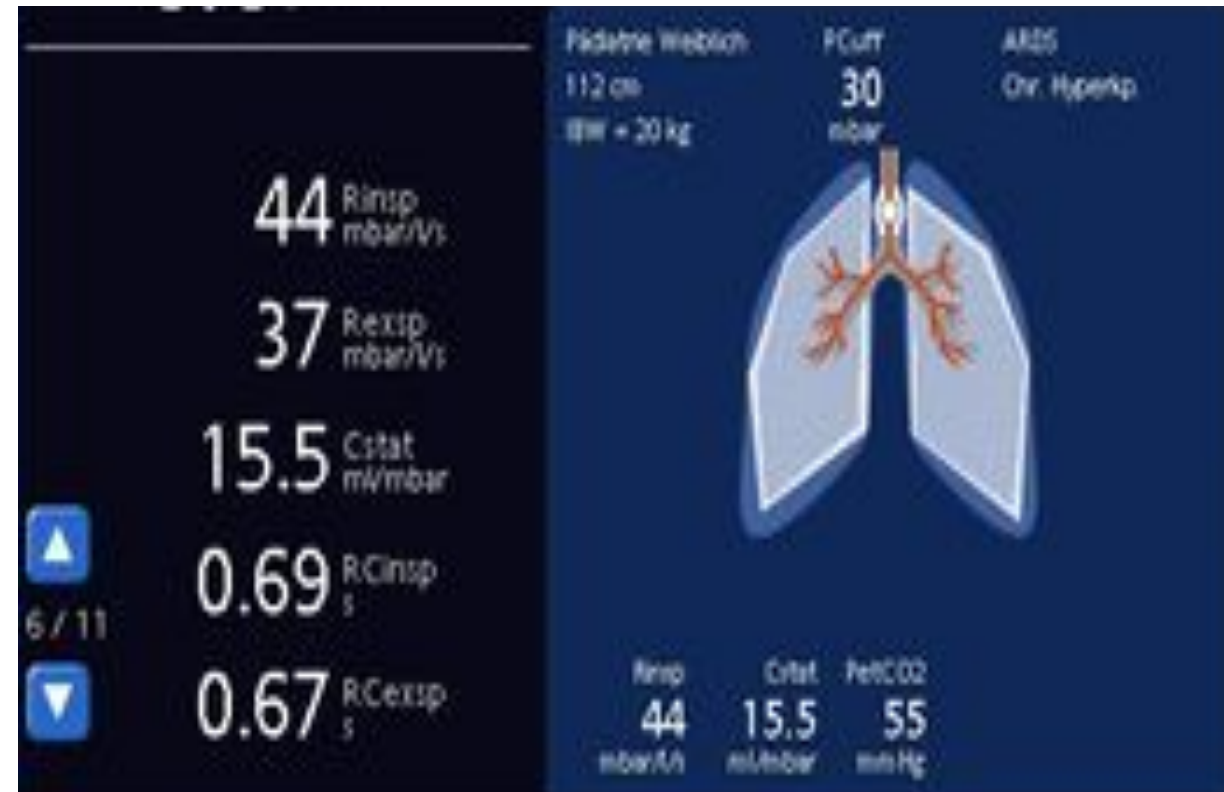 44 Rinsp
mbar/l/s
37 Rexsp
mbar/l/s
15.5 Cstat
ml/mbar
0.69 RCinsp
s
6 / 11
0.67 RCexsp
s
Pädiatrie Weiblich
112 cm
IBW = 20 kg
PCuff
30
mbar
ARDS
Chr. Hyperkp.
Rinsp Cstat PetCO2
44 15.5 55
mbar/l/s ml/mbar mmHg